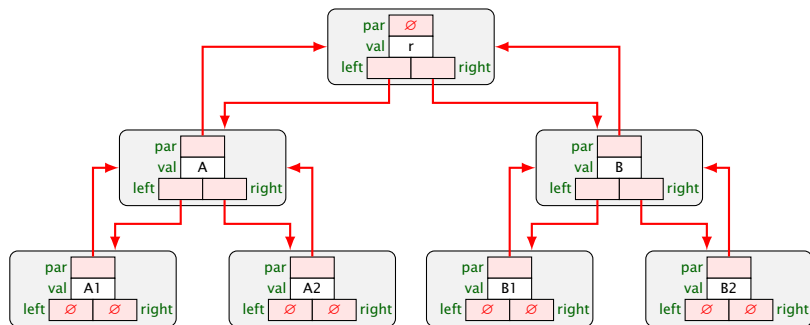 par ∅
val r
left right
par par
val A val B
left right left right
par par par par
val A1 val A2 val B1 val B2
left ∅ ∅ right left ∅ ∅ right left ∅ ∅ right left ∅ ∅ right